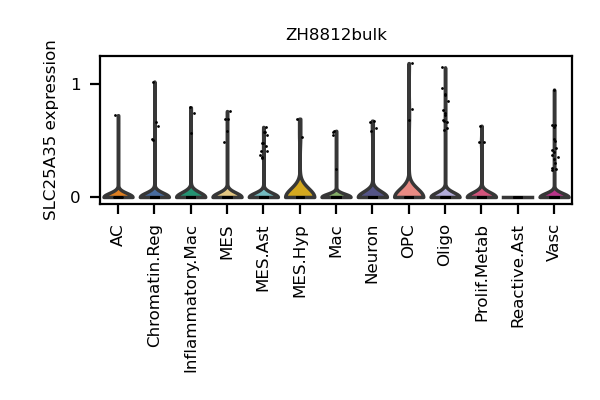 ZH8812bulk
SLC25A35 expression
1
0
AC
Chromatin.Reg
Inflammatory.Mac
MES
MES.Ast
MES.Hyp
Mac
Neuron
OPC
Oligo
Prolif.Metab
Reactive.Ast
Vasc